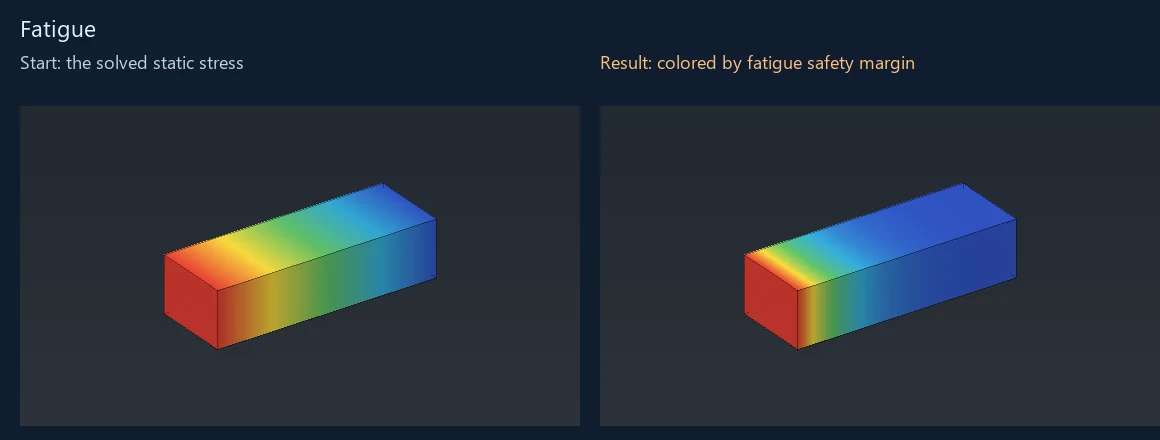 Fatigue
Start: the solved static stress
Result: colored by fatigue safety margin